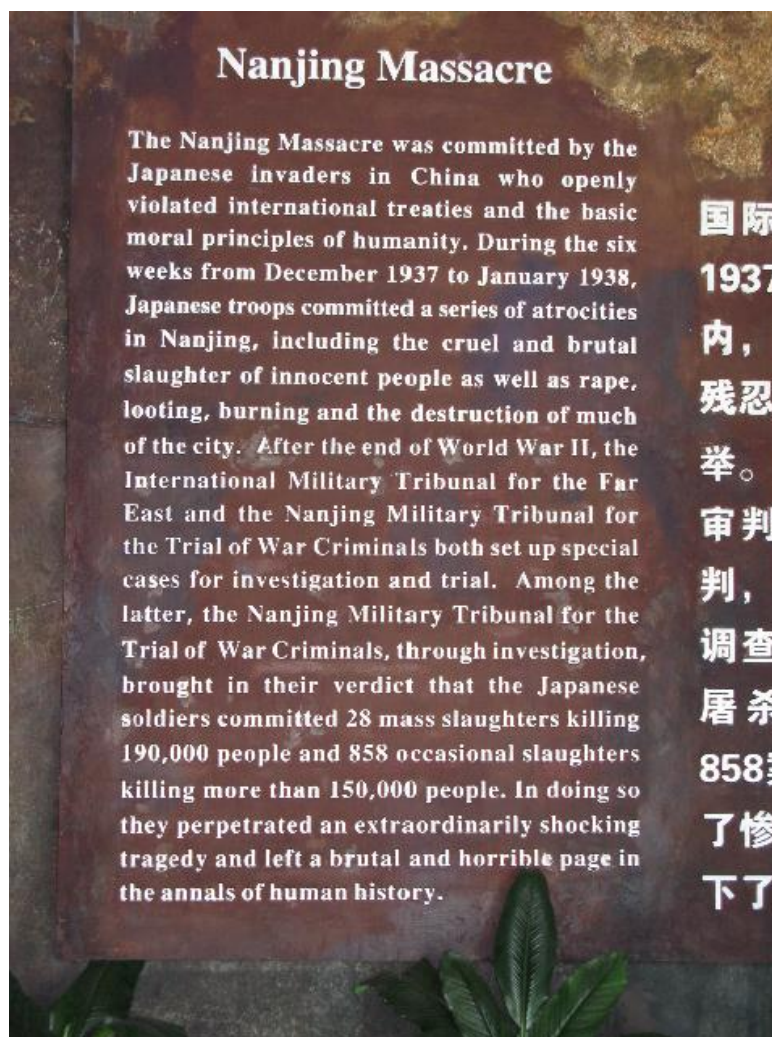 Nanjing Massacre
The Nanjing Massacre was committed by the
Japanese invaders in China who openly
violated international treaties and the basic
moral principles of humanity. During the six
weeks from December 1937 to January 1938,
Japanese troops committed a series of atrocities
in Nanjing, including the cruel and brutal
slaughter of innocent people as well as rape,
looting, burning and the destruction of much
of the city. After the end of World War II, the
International Military Tribunal for the Far
East and the Nanjing Military Tribunal for
the Trial of War Criminals both set up special
cases for investigation and trial. Among the
latter, the Nanjing Military Tribunal for the
Trial of War Criminals, through investigation,
brought in their verdict that the Japanese
soldiers committed 28 mass slaughters killing
190,000 people and 858 occasional slaughters
killing more than 150,000 people. In doing so
they perpetrated an extraordinarily shocking
tragedy and left a brutal and horrible page in
the annals of human history.
国际
1937
内，
残忍
举。
审判
判，
调查
屠杀
858
了惨
下了